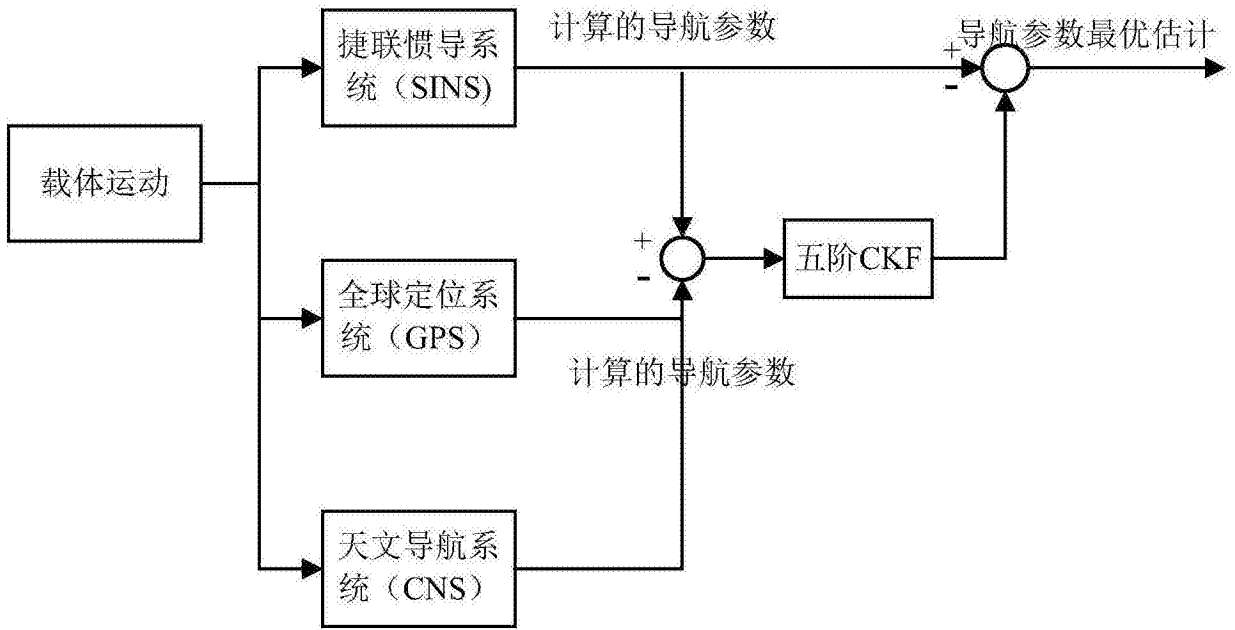 计算的导航参数
导航参数最优估计
捷联惯导系
统（SINS)
+
-
载体运动
+
-
五阶CKF
全球定位系
统（GPS）
计算的导航参数
天文导航系
统（CNS）